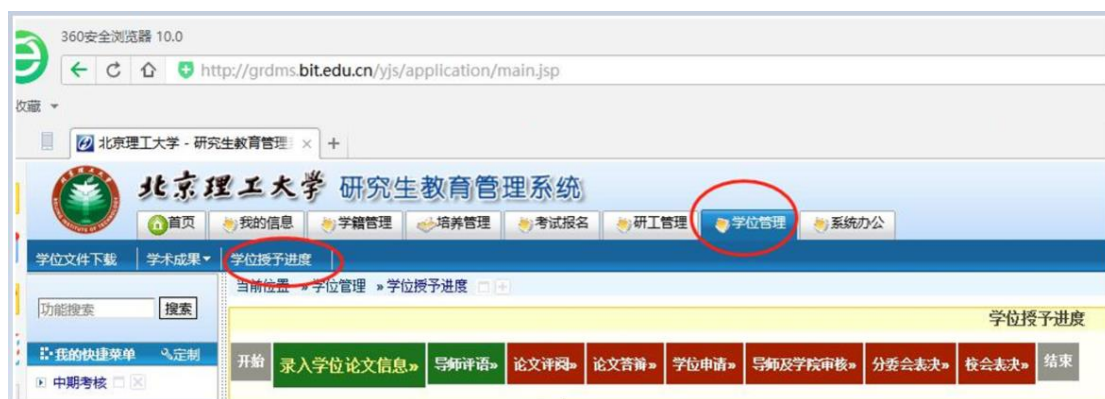 360安全浏览器 10.0
http://grdms.bit.edu.cn/yjs/application/main.jsp
收藏
北京理工大学 - 研究生教育管理
北京理工大学 研究生教育管理系统
首页 我的信息 学籍管理 培养管理 考试报名 研工管理 学位管理 系统办公
学位文件下载 学术成果 学位授予进度
当前位置 » 学位管理 » 学位授予进度
功能搜索 搜索
学位授予进度
我的快捷菜单 定制
开始 录入学位论文信息» 导师评语» 论文评阅» 论文答辩» 学位申请» 导师及学院审核» 分委会表决» 校会表决» 结束
中期考核